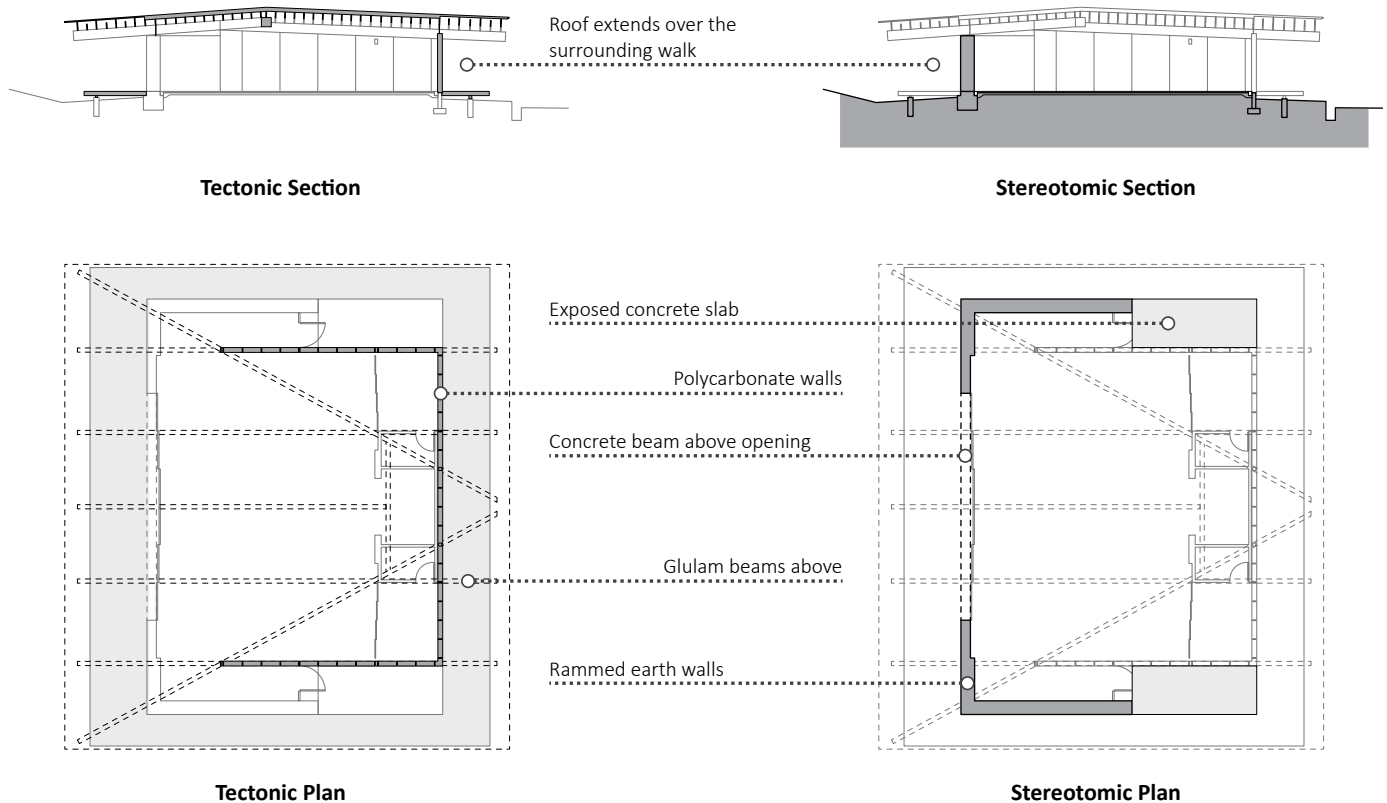 Roof extends over the
surrounding walk
Tectonic Section
Stereotomic Section
Exposed concrete slab
Polycarbonate walls
Concrete beam above opening
Glulam beams above
Rammed earth walls
Tectonic Plan
Stereotomic Plan